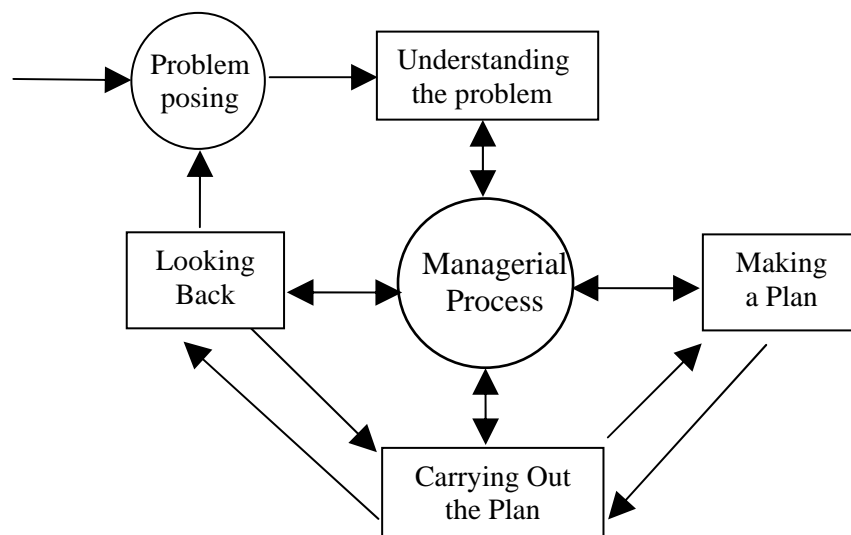 Problem
posing
Understanding
the problem
Looking
Back
Managerial
Process
Making
a Plan
Carrying Out
the Plan